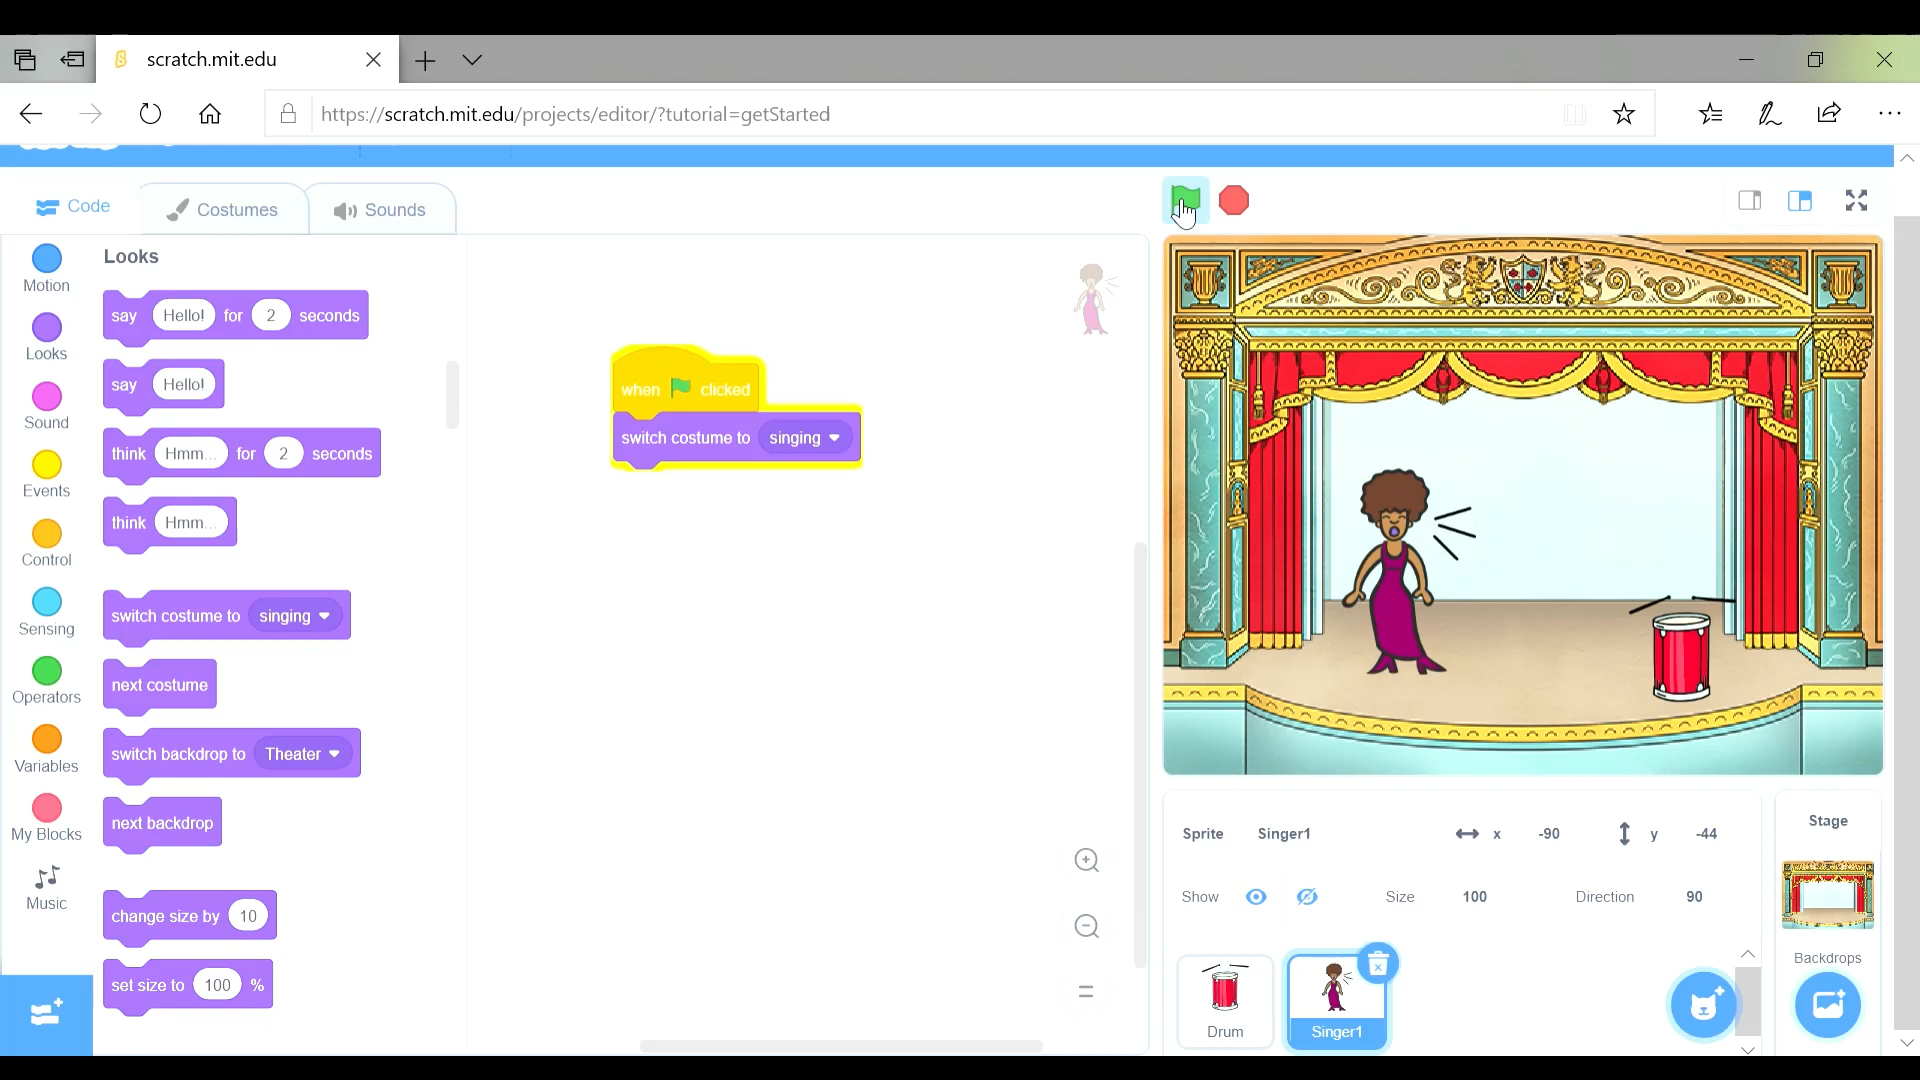 scratch.mit.edu
https://scratch.mit.edu/projects/editor/?tutorial=getStarted
Code
Costumes
Sounds
Motion
Looks
Sound
Events
Control
Sensing
Operators
Variables
My Blocks
Music
Looks
say Hello! for 2 seconds
say Hello!
think Hmm... for 2 seconds
think Hmm...
switch costume to singing
next costume
switch backdrop to Theater
next backdrop
change size by 10
set size to 100 %
when clicked
switch costume to singing
Sprite Singer1 x -90 y -44
Show Size 100 Direction 90
Drum
Singer1
Stage
Backdrops